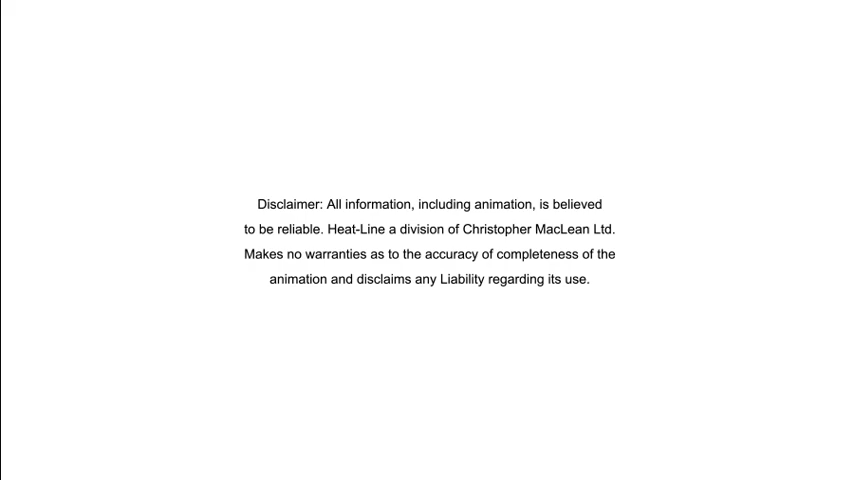 Disclaimer: All information, including animation, is believed
to be reliable. Heat-Line a division of Christopher MacLean Ltd.
Makes no warranties as to the accuracy of completeness of the
animation and disclaims any Liability regarding its use.